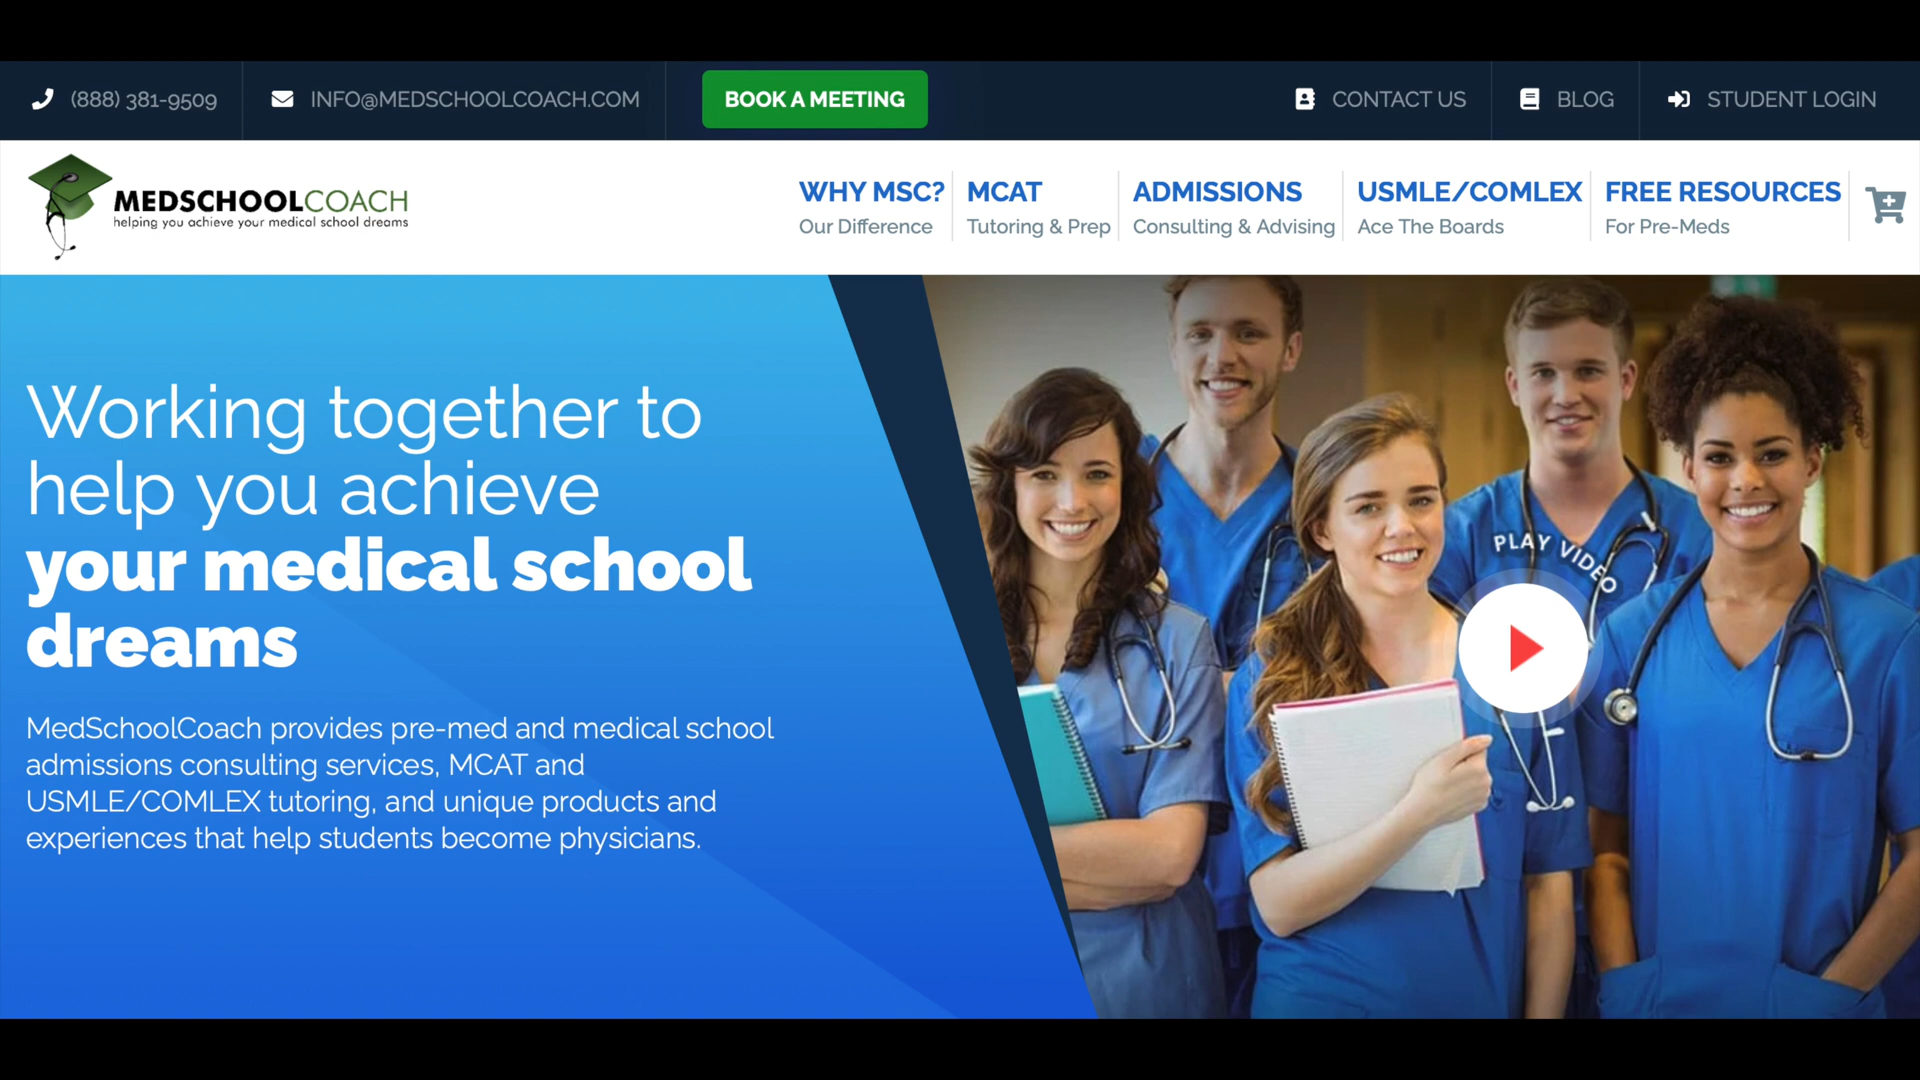 (888) 381-9509
INFO@MEDSCHOOLCOACH.COM
BOOK A MEETING
CONTACT US
BLOG
STUDENT LOGIN
MEDSCHOOLCOACH
helping you achieve your medical school dreams
WHY MSC?
Our Difference
MCAT
Tutoring & Prep
ADMISSIONS
Consulting & Advising
USMLE/COMLEX
Ace The Boards
FREE RESOURCES
For Pre-Meds
Working together to
help you achieve
your medical school
dreams
MedSchoolCoach provides pre-med and medical school
admissions consulting services, MCAT and
USMLE/COMLEX tutoring, and unique products and
experiences that help students become physicians.
PLAY VIDEO